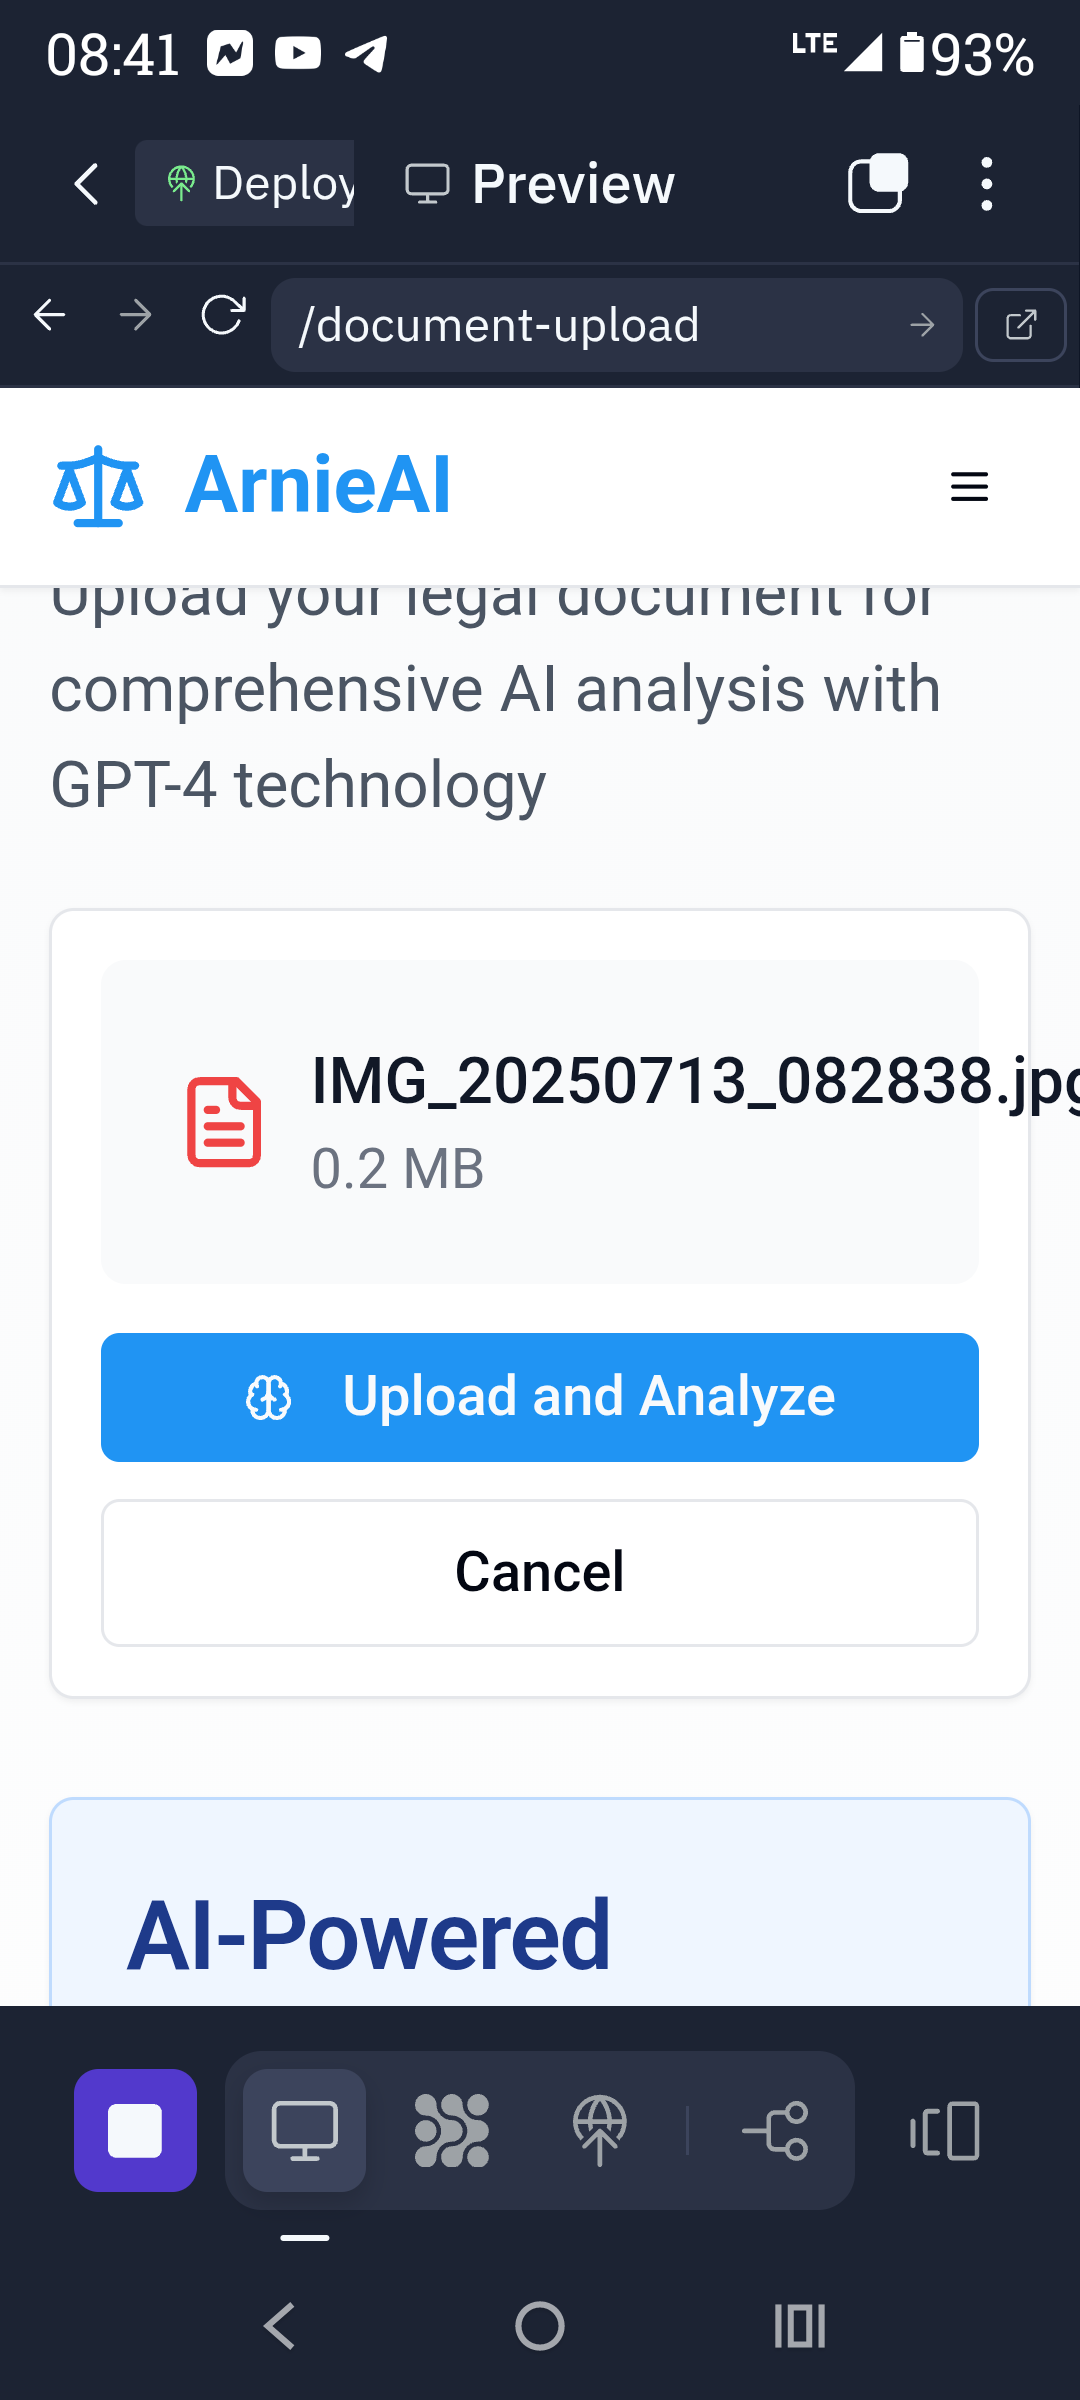 08:41
LTE 93%
Deploy
Preview
/document-upload
ArnieAI
Upload your legal document for
comprehensive AI analysis with
GPT-4 technology
IMG_20250713_082838.jpg
0.2 MB
Upload and Analyze
Cancel
AI-Powered